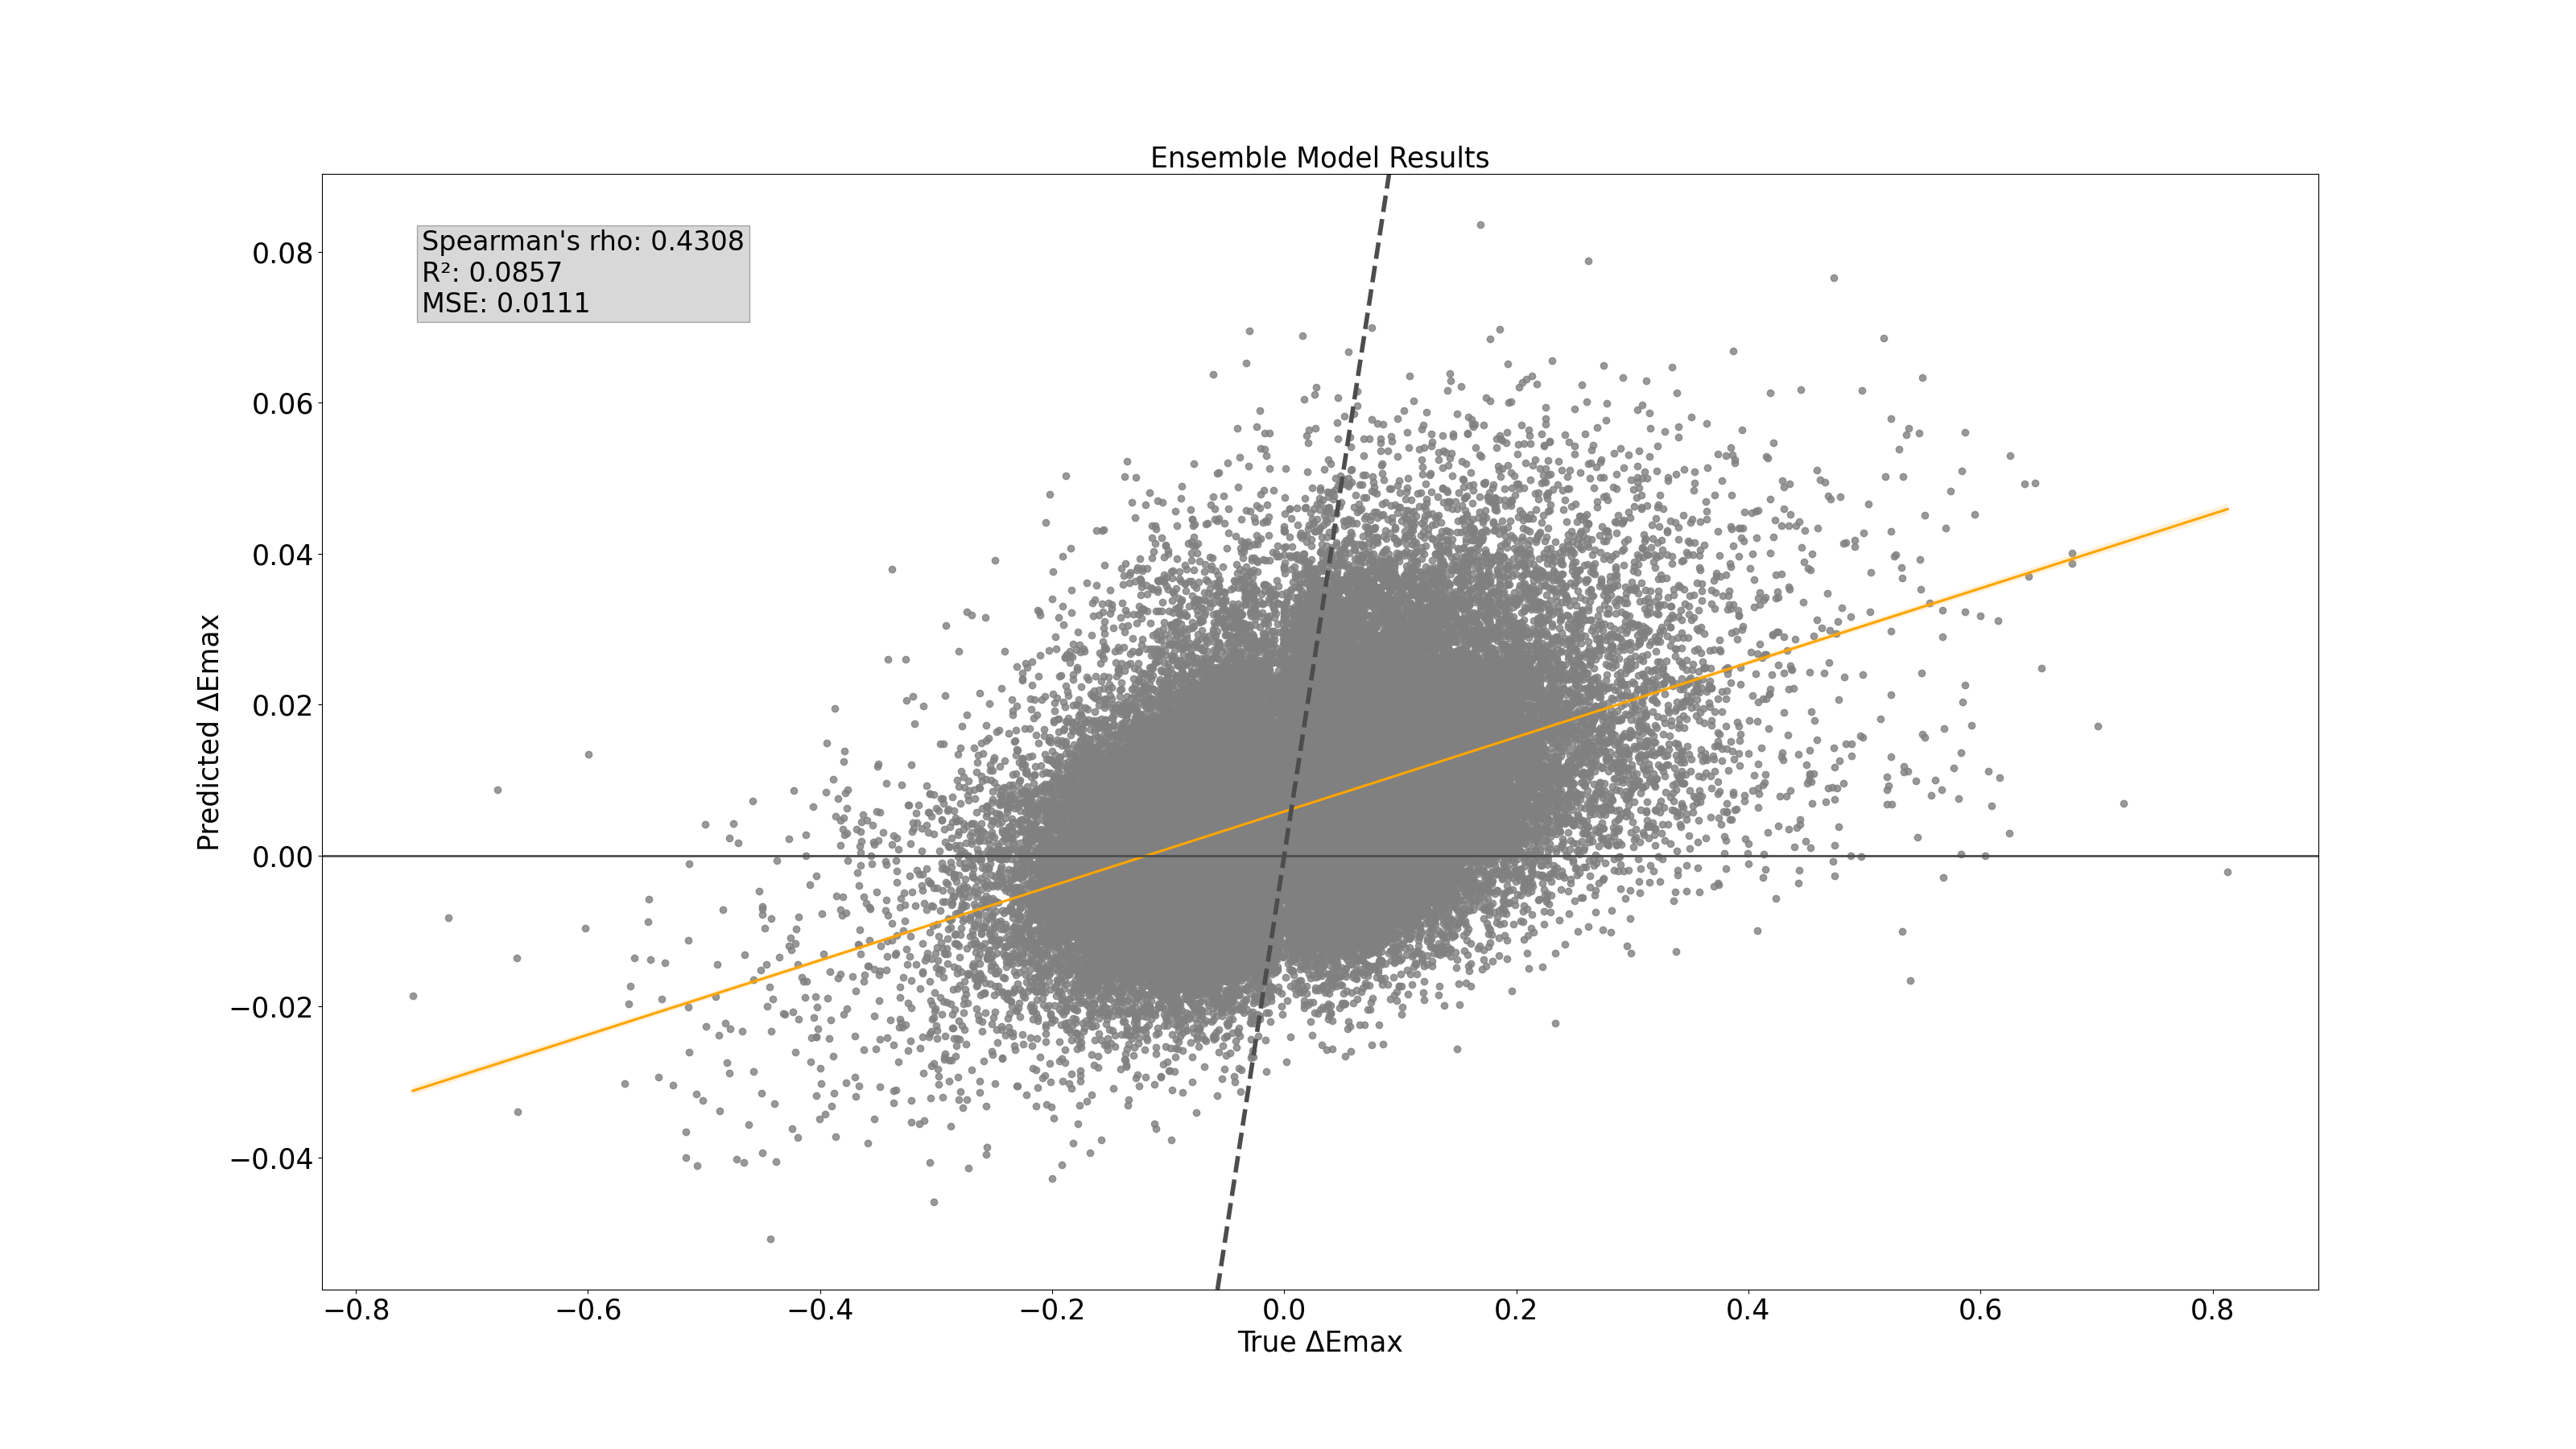 Ensemble Model Results
Spearman's rho: 0.4308
R²: 0.0857
MSE: 0.0111
0.08
0.06
0.04
0.02
0.00
−0.02
−0.04
Predicted ΔEmax
−0.8 −0.6 −0.4 −0.2 0.0 0.2 0.4 0.6 0.8
True ΔEmax